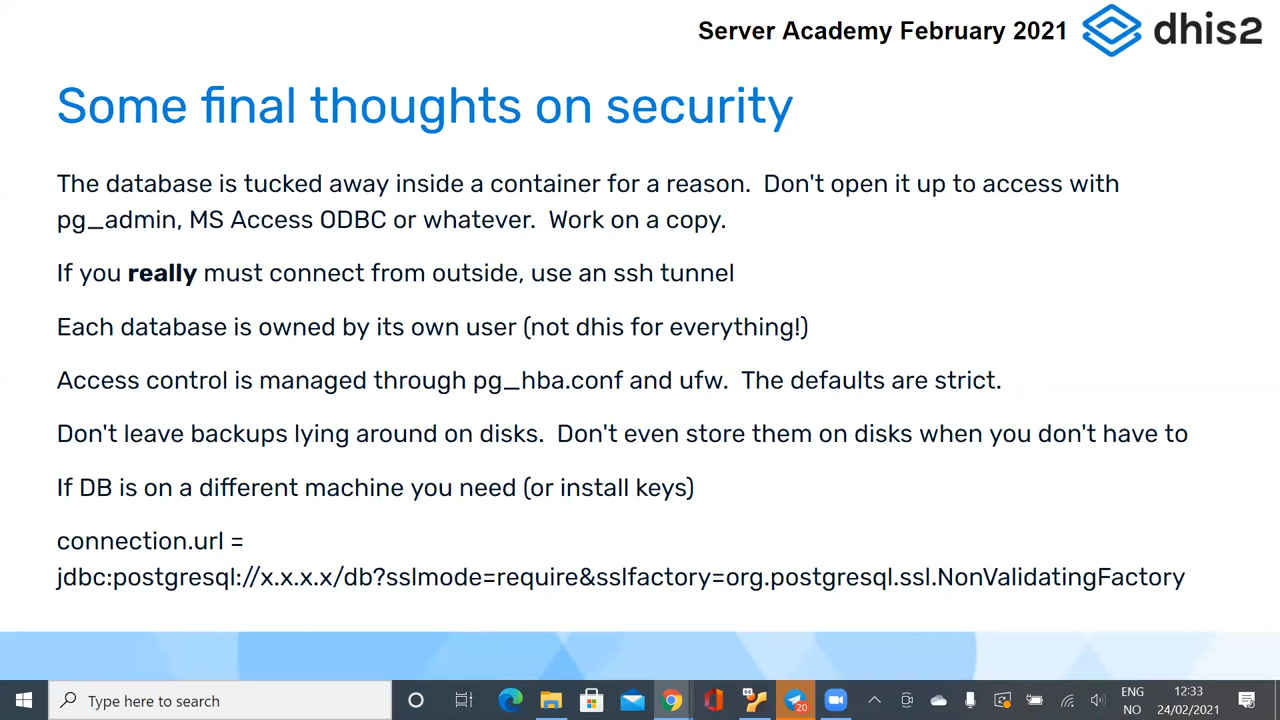 Server Academy February 2021 dhis2
Some final thoughts on security
The database is tucked away inside a container for a reason.  Don't open it up to access with
pg_admin, MS Access ODBC or whatever.  Work on a copy.
If you really must connect from outside, use an ssh tunnel
Each database is owned by its own user (not dhis for everything!)
Access control is managed through pg_hba.conf and ufw.  The defaults are strict.
Don't leave backups lying around on disks.  Don't even store them on disks when you don't have to
If DB is on a different machine you need (or install keys)
connection.url =
jdbc:postgresql://x.x.x.x/db?sslmode=require&sslfactory=org.postgresql.ssl.NonValidatingFactory
Type here to search
20
ENG
NO
12:33
24/02/2021